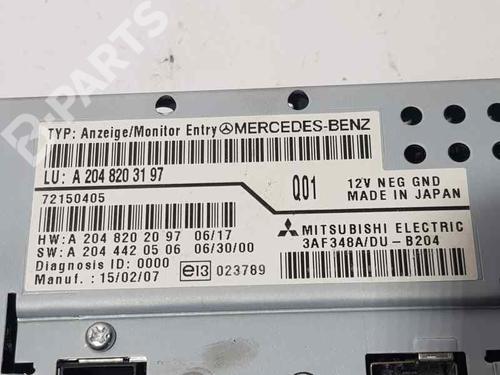 B-PARTS
TYP: Anzeige/Monitor Entry MERCEDES-BENZ
LU: A 204 820 31 97
72150405
Q01
12V NEG GND
MADE IN JAPAN
HW: A 204 820 20 97 06/17
SW: A 204 442 05 06 06/30/00
Diagnosis ID: 0000
Manuf.: 15/02/07
e13 023789
MITSUBISHI ELECTRIC
3AF348A/DU-B204